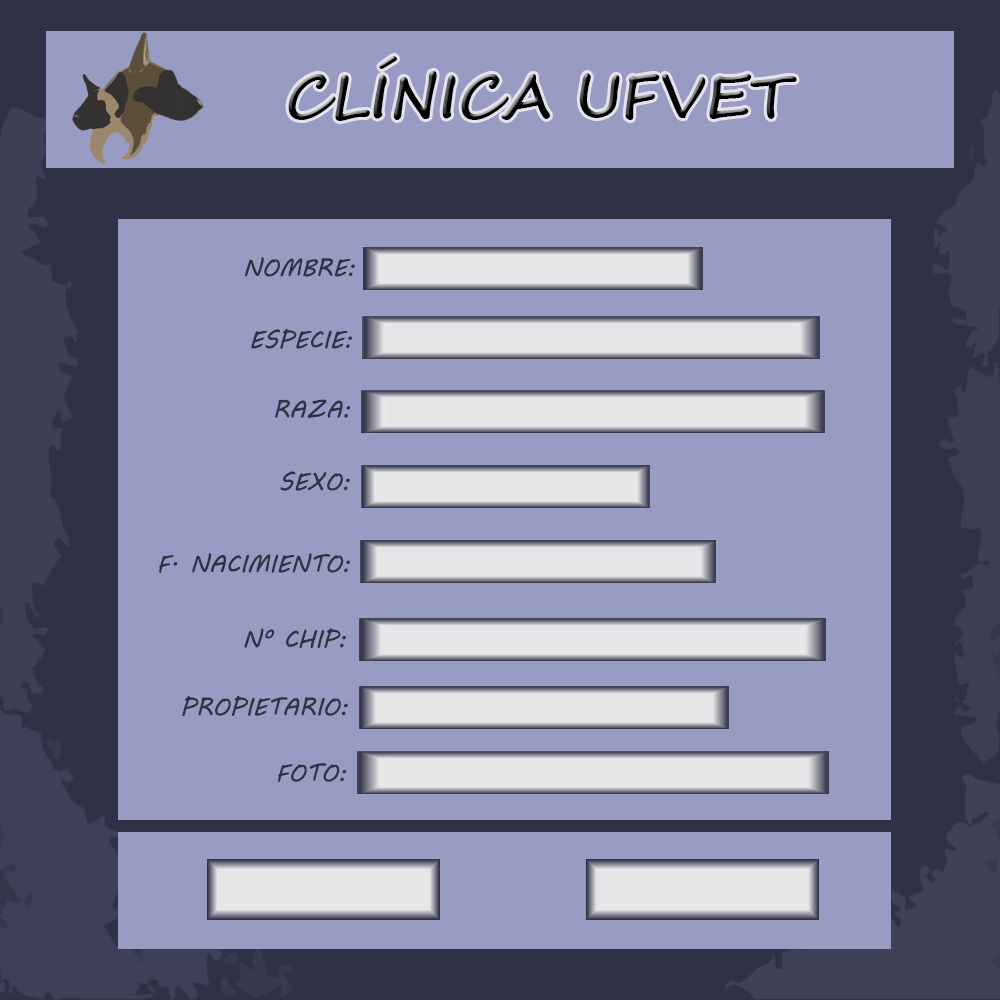 CLÍNICA UFVET
NOMBRE:
ESPECIE:
RAZA:
SEXO:
F. NACIMIENTO:
Nº CHIP:
PROPIETARIO:
FOTO: